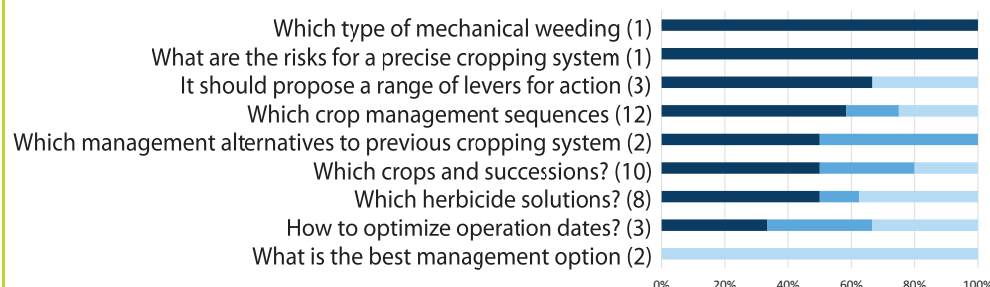 Which type of mechanical weeding (1)
What are the risks for a precise cropping system (1)
It should propose a range of levers for action (3)
Which crop management sequences (12)
Which management alternatives to previous cropping system (2)
Which crops and successions? (10)
Which herbicide solutions? (8)
How to optimize operation dates? (3)
What is the best management option (2)
0% 20% 40% 60% 80% 100%